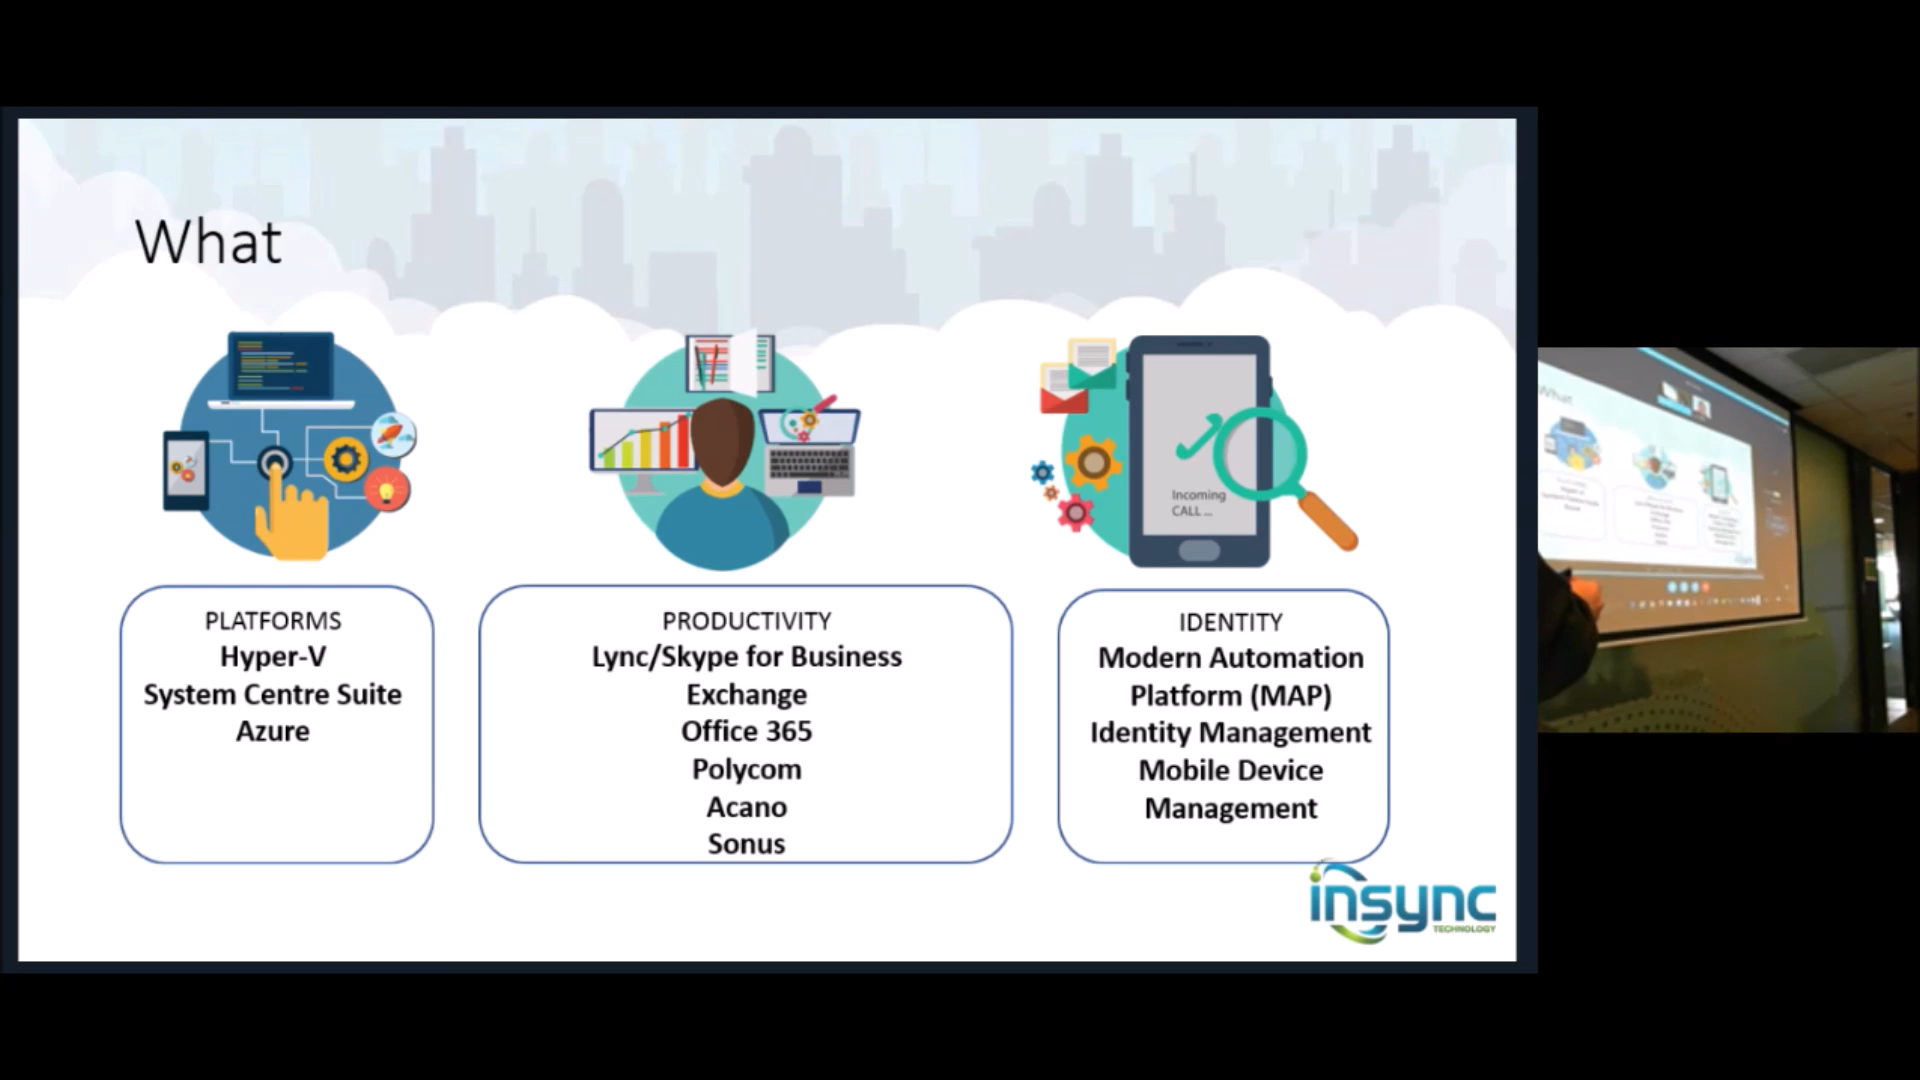 What
Incoming
CALL ...
PLATFORMS
Hyper-V
System Centre Suite
Azure
PRODUCTIVITY
Lync/Skype for Business
Exchange
Office 365
Polycom
Acano
Sonus
IDENTITY
Modern Automation
Platform (MAP)
Identity Management
Mobile Device
Management
insync
TECHNOLOGY
What